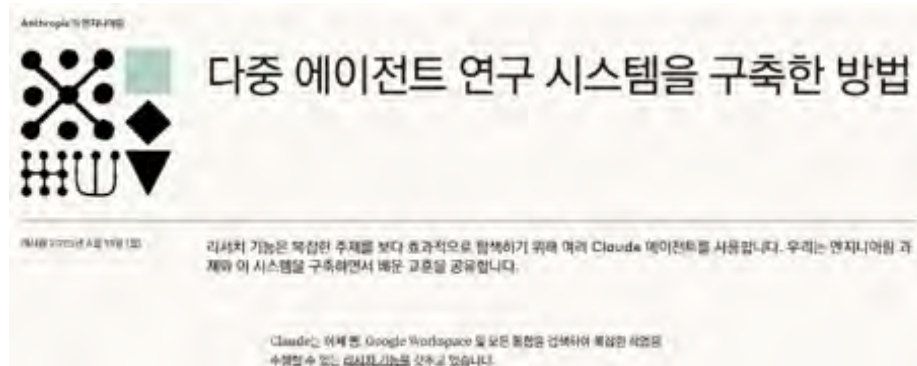 Anthropic의 엔지니어링
다중 에이전트 연구 시스템을 구축한 방법
리서치 기능은 복잡한 주제를 보다 효과적으로 탐색하기 위해 여러 Claude 에이전트를 사용합니다. 우리는 엔지니어링 과
제와 이 시스템을 구축하면서 배운 교훈을 공유합니다.
Claude는 이제 웹, Google Workspace 및 모든 통합을 검색하여 복잡한 작업을
수행할 수 있는 리서치 기능을 갖추고 있습니다.